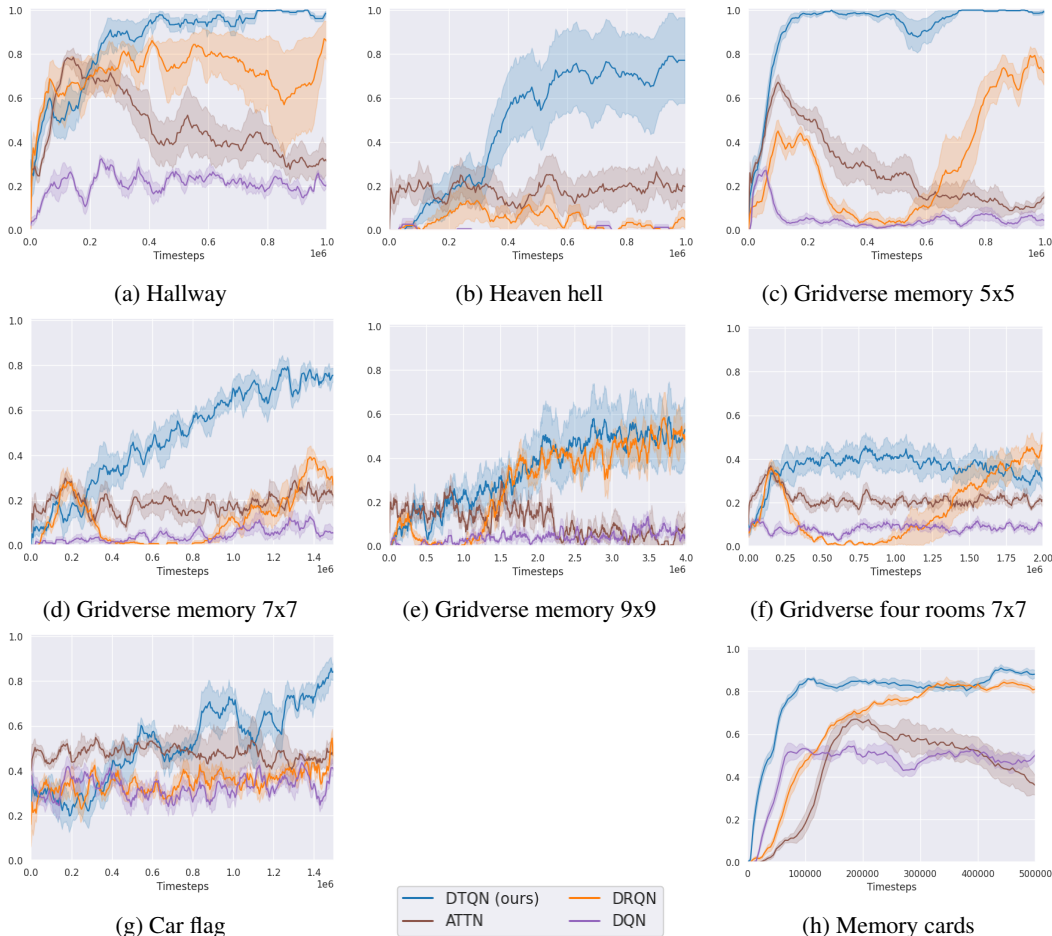 1.0
0.8
0.6
0.4
0.2
0.0
0.0 0.2 0.4 0.6 0.8 1.0
Timesteps 1e6
(a) Hallway
1.0
0.8
0.6
0.4
0.2
0.0
0.0 0.2 0.4 0.6 0.8 1.0
Timesteps 1e6
(b) Heaven hell
1.0
0.8
0.6
0.4
0.2
0.0
0.0 0.2 0.4 0.6 0.8 1.0
Timesteps 1e6
(c) Gridverse memory 5x5
1.0
0.8
0.6
0.4
0.2
0.0
0.0 0.2 0.4 0.6 0.8 1.0 1.2 1.4
Timesteps 1e6
(d) Gridverse memory 7x7
1.0
0.8
0.6
0.4
0.2
0.0
0.0 0.5 1.0 1.5 2.0 2.5 3.0 3.5 4.0
Timesteps 1e6
(e) Gridverse memory 9x9
1.0
0.8
0.6
0.4
0.2
0.0
0.00 0.25 0.50 0.75 1.00 1.25 1.50 1.75 2.00
Timesteps 1e6
(f) Gridverse four rooms 7x7
1.0
0.8
0.6
0.4
0.2
0.0
0.0 0.2 0.4 0.6 0.8 1.0 1.2 1.4
Timesteps 1e6
(g) Car flag
DTQN (ours) DRQN
ATTN DQN
1.0
0.8
0.6
0.4
0.2
0.0
0 100000 200000 300000 400000 500000
Timesteps
(h) Memory cards